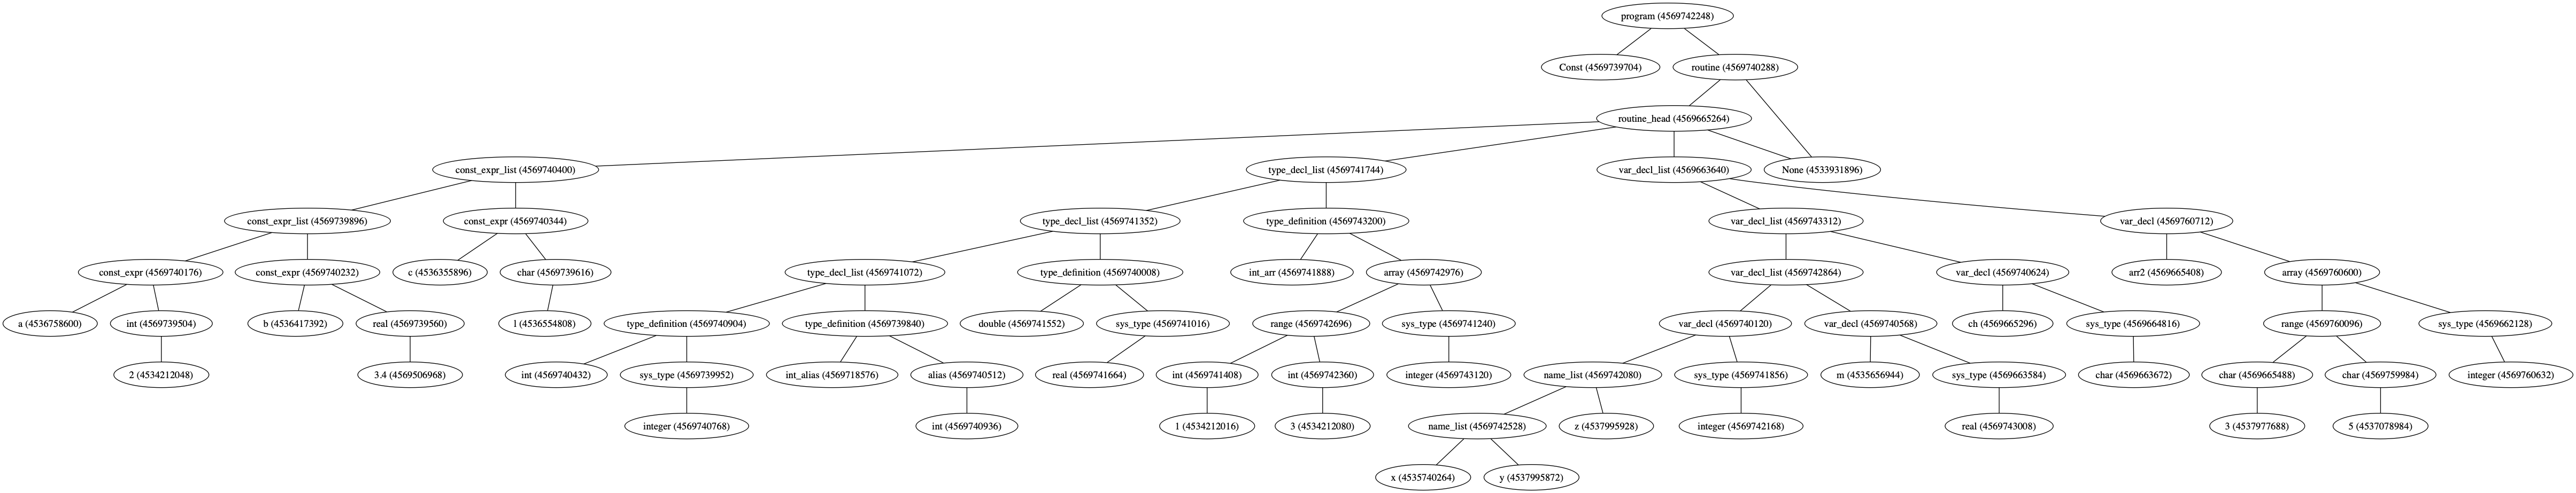 program (4569742248)
Const (4569739704)
routine (4569740288)
routine_head (4569665264)
const_expr_list (4569740400)
type_decl_list (4569741744)
var_decl_list (4569663640)
None (4533931896)
const_expr_list (4569739896)
const_expr (4569740344)
type_decl_list (4569741352)
type_definition (4569743200)
var_decl_list (4569743312)
var_decl (4569760712)
const_expr (4569740176)
const_expr (4569740232)
c (4536355896)
char (4569739616)
type_decl_list (4569741072)
type_definition (4569740008)
int_arr (4569741888)
array (4569742976)
var_decl_list (4569742864)
var_decl (4569740624)
arr2 (4569665408)
array (4569760600)
a (4536758600)
int (4569739504)
b (4536417392)
real (4569739560)
l (4536554808)
type_definition (4569740904)
type_definition (4569739840)
double (4569741552)
sys_type (4569741016)
range (4569742696)
sys_type (4569741240)
var_decl (4569740120)
var_decl (4569740568)
ch (4569665296)
sys_type (4569664816)
range (4569760096)
sys_type (4569662128)
2 (4534212048)
3.4 (4569506968)
int (4569740432)
sys_type (4569739952)
int_alias (4569718576)
alias (4569740512)
real (4569741664)
int (4569741408)
int (4569742360)
integer (4569743120)
name_list (4569742080)
sys_type (4569741856)
m (4535656944)
sys_type (4569663584)
char (4569663672)
char (4569665488)
char (4569759984)
integer (4569760632)
integer (4569740768)
int (4569740936)
1 (4534212016)
3 (4534212080)
name_list (4569742528)
z (4537995928)
integer (4569742168)
real (4569743008)
3 (4537977688)
5 (4537078984)
x (4535740264)
y (4537995872)